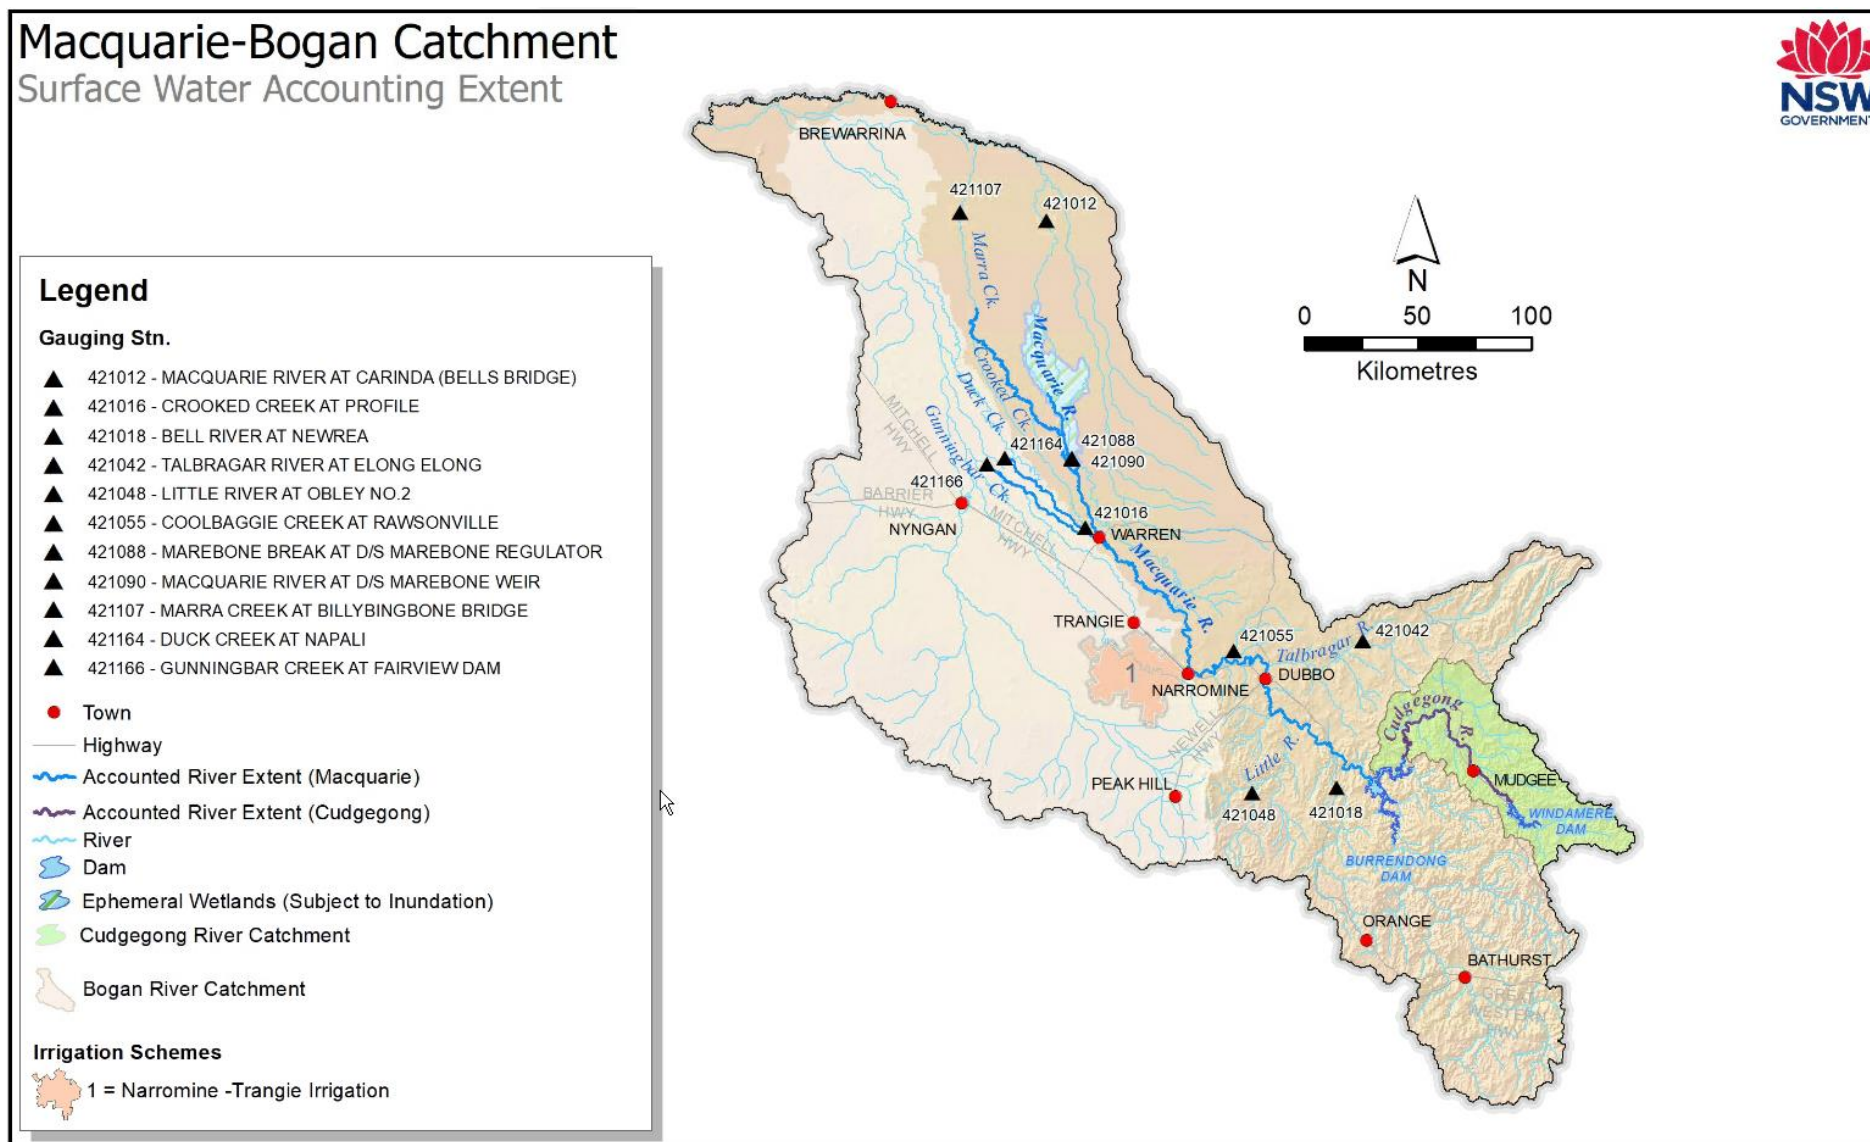 Macquarie-Bogan Catchment
Surface Water Accounting Extent
NSW
GOVERNMENT
Legend
Gauging Stn.
421012 - MACQUARIE RIVER AT CARINDA (BELLS BRIDGE)
421016 - CROOKED CREEK AT PROFILE
421018 - BELL RIVER AT NEWREA
421042 - TALBRAGAR RIVER AT ELONG ELONG
421048 - LITTLE RIVER AT OBLEY NO.2
421055 - COOLBAGGIE CREEK AT RAWSONVILLE
421088 - MAREBONE BREAK AT D/S MAREBONE REGULATOR
421090 - MACQUARIE RIVER AT D/S MAREBONE WEIR
421107 - MARRA CREEK AT BILLYBINGBONE BRIDGE
421164 - DUCK CREEK AT NAPALI
421166 - GUNNINGBAR CREEK AT FAIRVIEW DAM
Town
Highway
Accounted River Extent (Macquarie)
Accounted River Extent (Cudgegong)
River
Dam
Ephemeral Wetlands (Subject to Inundation)
Cudgegong River Catchment
Bogan River Catchment
Irrigation Schemes
1 = Narromine -Trangie Irrigation
N
0 50 100
Kilometres
BREWARRINA
421107
421012
Marra Ck.
Macquarie R.
Crooked Ck.
Duck Ck.
Gunningbar Ck.
MITCHELL
HWY
421164
421088
421090
421166
BARRIER
HWY
NYNGAN
MITCHELL
HWY
421016
WARREN
Macquarie R.
TRANGIE
1
421055
Talbragar R.
421042
NARROMINE
DUBBO
NEWELL
HWY
Cudgegong R.
PEAK HILL
Little R.
421048
421018
MUDGEE
WINDAMERE
DAM
BURRENDONG
DAM
ORANGE
BATHURST
GREAT
WESTERN
HWY